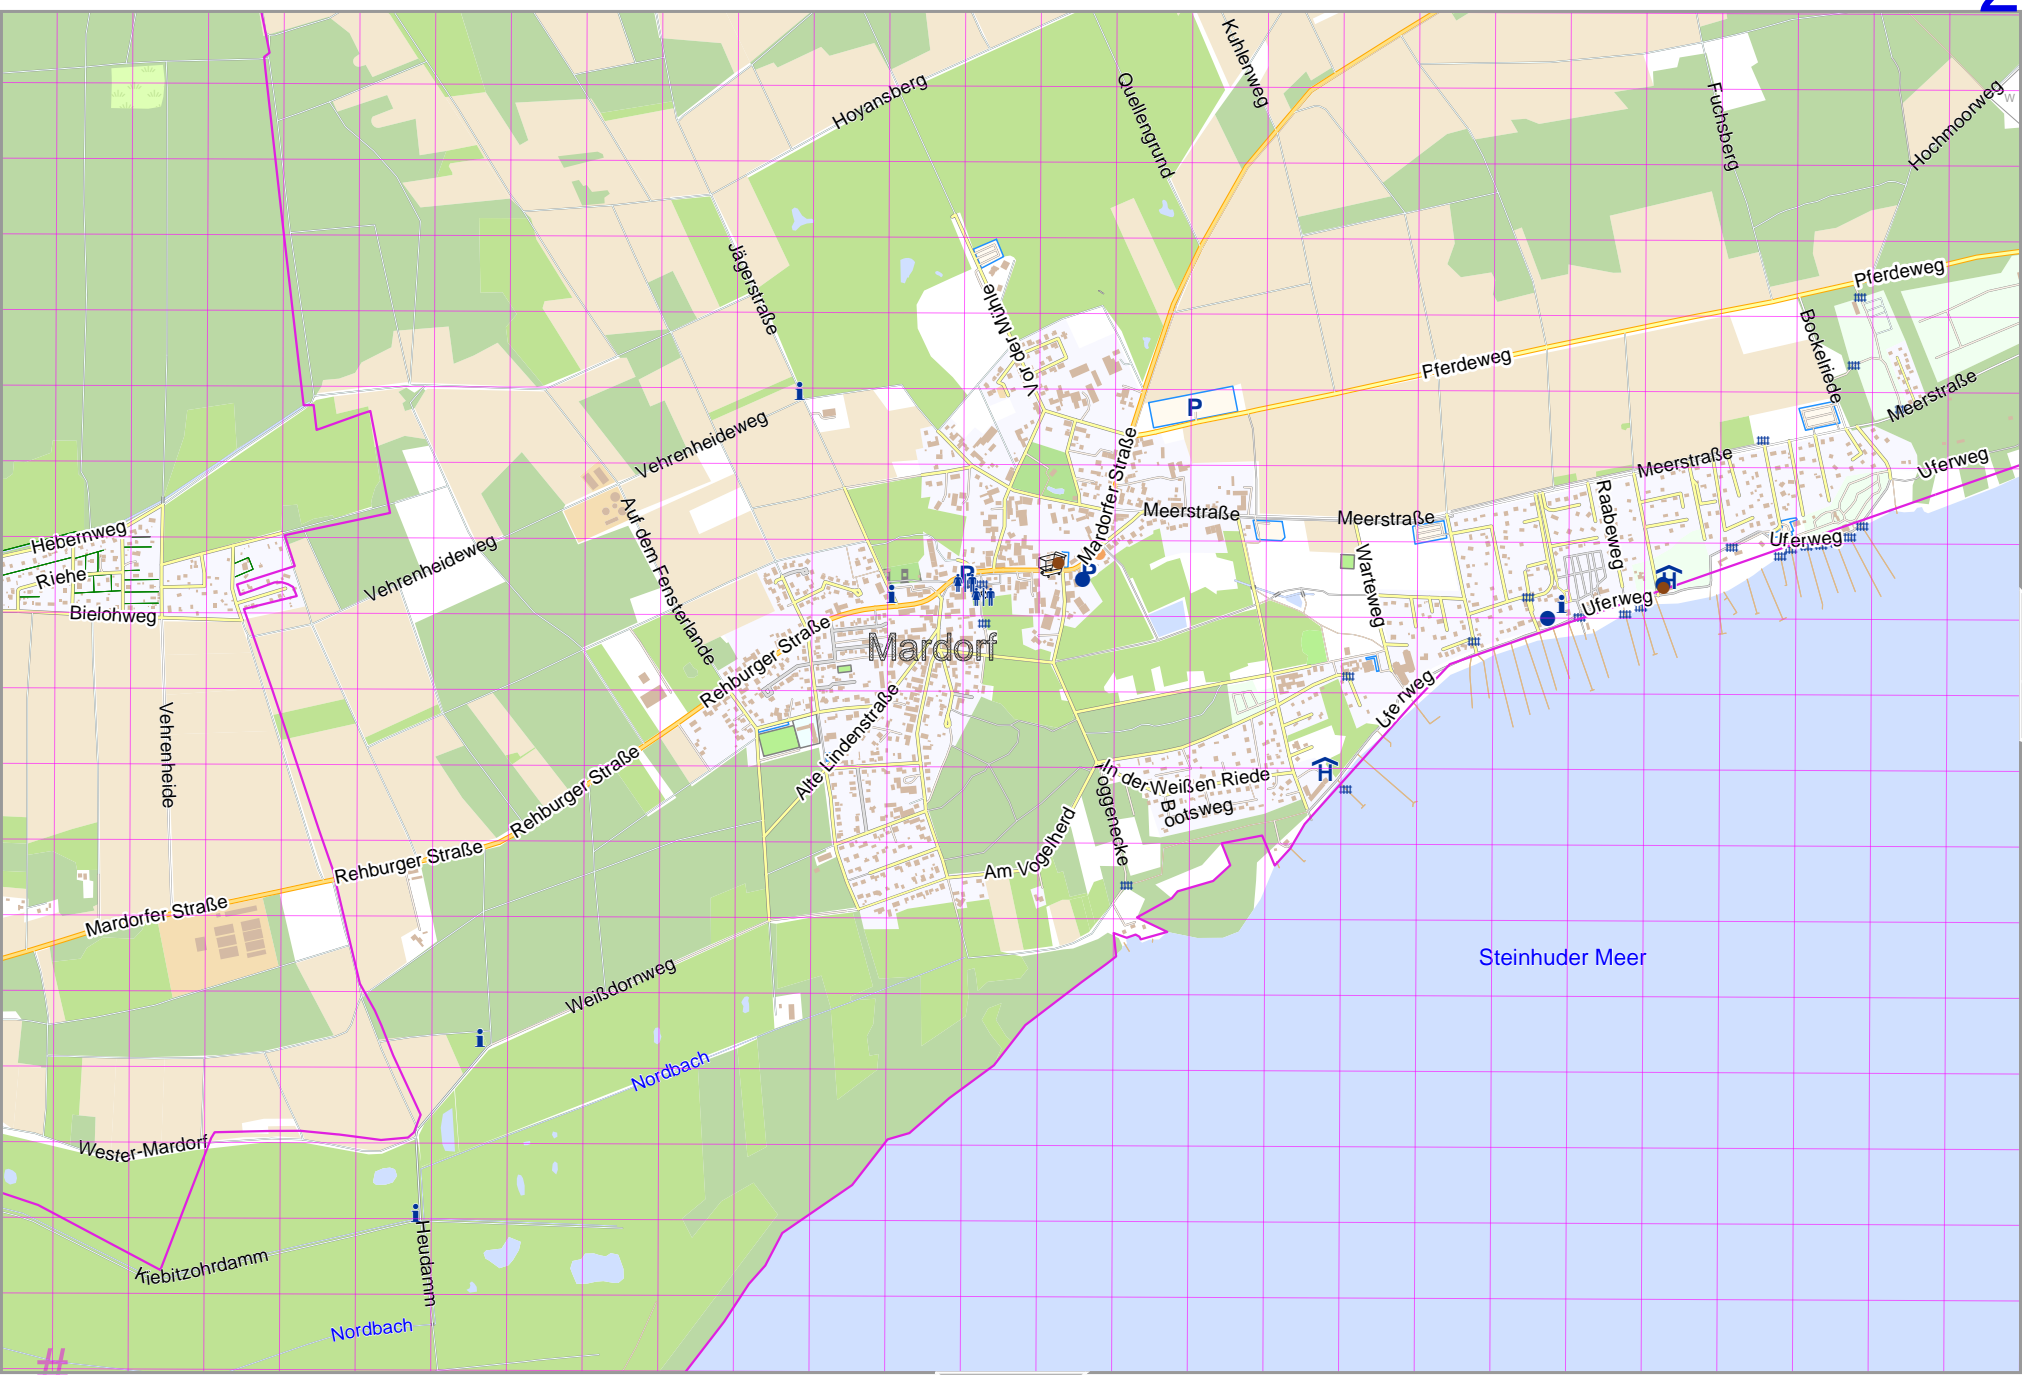 Kuhlenweg
Hoyansberg
Quellengrund
Fuchsberg
Hochmoorweg
W
Jägerstraße
Vor der Mühle
Pferdeweg
Pferdeweg
Bockelriede
Meerstraße
P
i
Vehrenheideweg
Mardorfer Straße
Meerstraße
Uferweg
Auf dem Fensterlande
Meerstraße
Meerstraße
Raabeweg
Hebernweg
Riehe
Bielohweg
Vehrenheideweg
Uferweg
Warteweg
P
P
i
H
i
Uferweg
Mardorf
Rehburger Straße
Vehrenheide
Alte Lindenstraße
Uferweg
Rehburger Straße
H
In der Weißen Riede
Bootsweg
Poggenecke
Am Vogelherd
Rehburger Straße
Mardorfer Straße
Steinhuder Meer
Weißdornweg
i
Nordbach
Wester-Mardorf
i
Kiebitzohrdamm
Heudamm
Nordbach
#